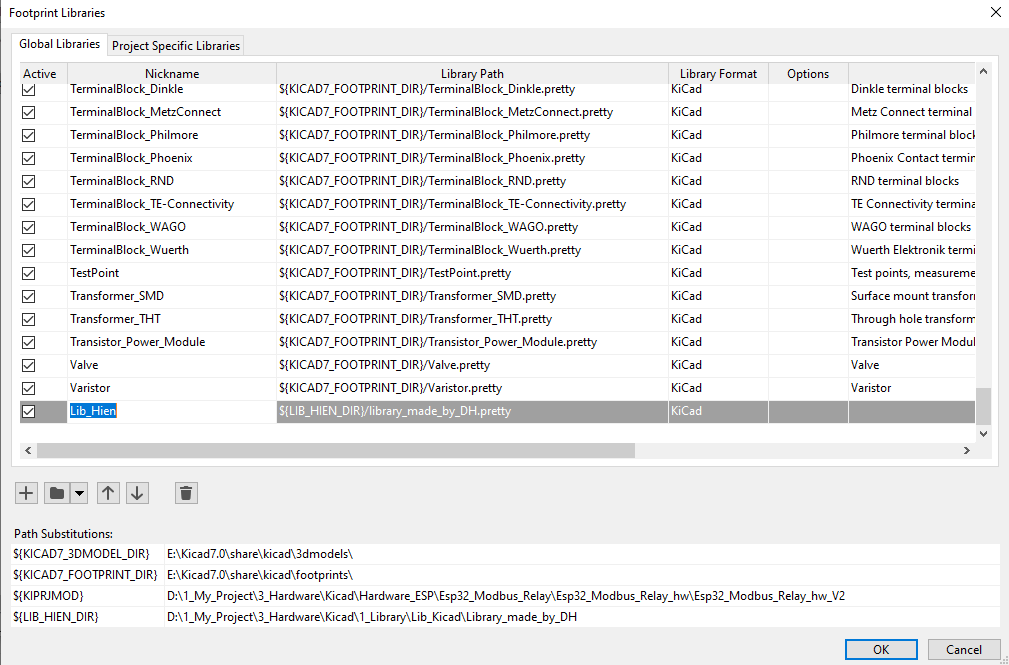 Footprint Libraries
Global Libraries Project Specific Libraries
Active Nickname Library Path Library Format Options
TerminalBlock_Dinkle ${KICAD7_FOOTPRINT_DIR}/TerminalBlock_Dinkle.pretty KiCad Dinkle terminal blocks
TerminalBlock_MetzConnect ${KICAD7_FOOTPRINT_DIR}/TerminalBlock_MetzConnect.pretty KiCad Metz Connect terminal
TerminalBlock_Philmore ${KICAD7_FOOTPRINT_DIR}/TerminalBlock_Philmore.pretty KiCad Philmore terminal block
TerminalBlock_Phoenix ${KICAD7_FOOTPRINT_DIR}/TerminalBlock_Phoenix.pretty KiCad Phoenix Contact termin
TerminalBlock_RND ${KICAD7_FOOTPRINT_DIR}/TerminalBlock_RND.pretty KiCad RND terminal blocks
TerminalBlock_TE-Connectivity ${KICAD7_FOOTPRINT_DIR}/TerminalBlock_TE-Connectivity.pretty KiCad TE Connectivity termina
TerminalBlock_WAGO ${KICAD7_FOOTPRINT_DIR}/TerminalBlock_WAGO.pretty KiCad WAGO terminal blocks
TerminalBlock_Wuerth ${KICAD7_FOOTPRINT_DIR}/TerminalBlock_Wuerth.pretty KiCad Wuerth Elektronik termi
TestPoint ${KICAD7_FOOTPRINT_DIR}/TestPoint.pretty KiCad Test points, measureme
Transformer_SMD ${KICAD7_FOOTPRINT_DIR}/Transformer_SMD.pretty KiCad Surface mount transfor
Transformer_THT ${KICAD7_FOOTPRINT_DIR}/Transformer_THT.pretty KiCad Through hole transform
Transistor_Power_Module ${KICAD7_FOOTPRINT_DIR}/Transistor_Power_Module.pretty KiCad Transistor Power Modul
Valve ${KICAD7_FOOTPRINT_DIR}/Valve.pretty KiCad Valve
Varistor ${KICAD7_FOOTPRINT_DIR}/Varistor.pretty KiCad Varistor
Lib_Hien ${LIB_HIEN_DIR}/library_made_by_DH.pretty KiCad
Path Substitutions:
${KICAD7_3DMODEL_DIR} E:\Kicad7.0\share\kicad\3dmodels\
${KICAD7_FOOTPRINT_DIR} E:\Kicad7.0\share\kicad\footprints\
${KIPRJMOD} D:\1_My_Project\3_Hardware\Kicad\Hardware_ESP\Esp32_Modbus_Relay\Esp32_Modbus_Relay_hw\Esp32_Modbus_Relay_hw_V2
${LIB_HIEN_DIR} D:\1_My_Project\3_Hardware\Kicad\1_Library\Lib_Kicad\Library_made_by_DH
OK Cancel